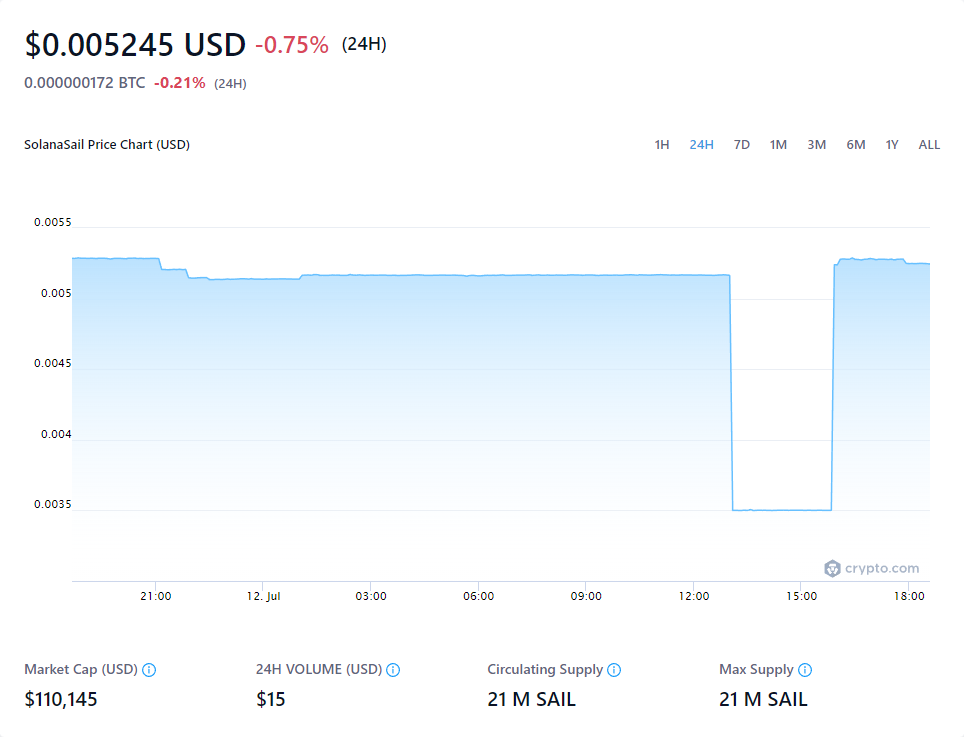 $0.005245 USD -0.75% (24H)
0.000000172 BTC -0.21% (24H)
SolanaSail Price Chart (USD) 1H 24H 7D 1M 3M 6M 1Y ALL
0.0055
0.005
0.0045
0.004
0.0035
crypto.com
21:00 12. Jul 03:00 06:00 09:00 12:00 15:00 18:00
Market Cap (USD) 24H VOLUME (USD) Circulating Supply Max Supply
$110,145 $15 21 M SAIL 21 M SAIL